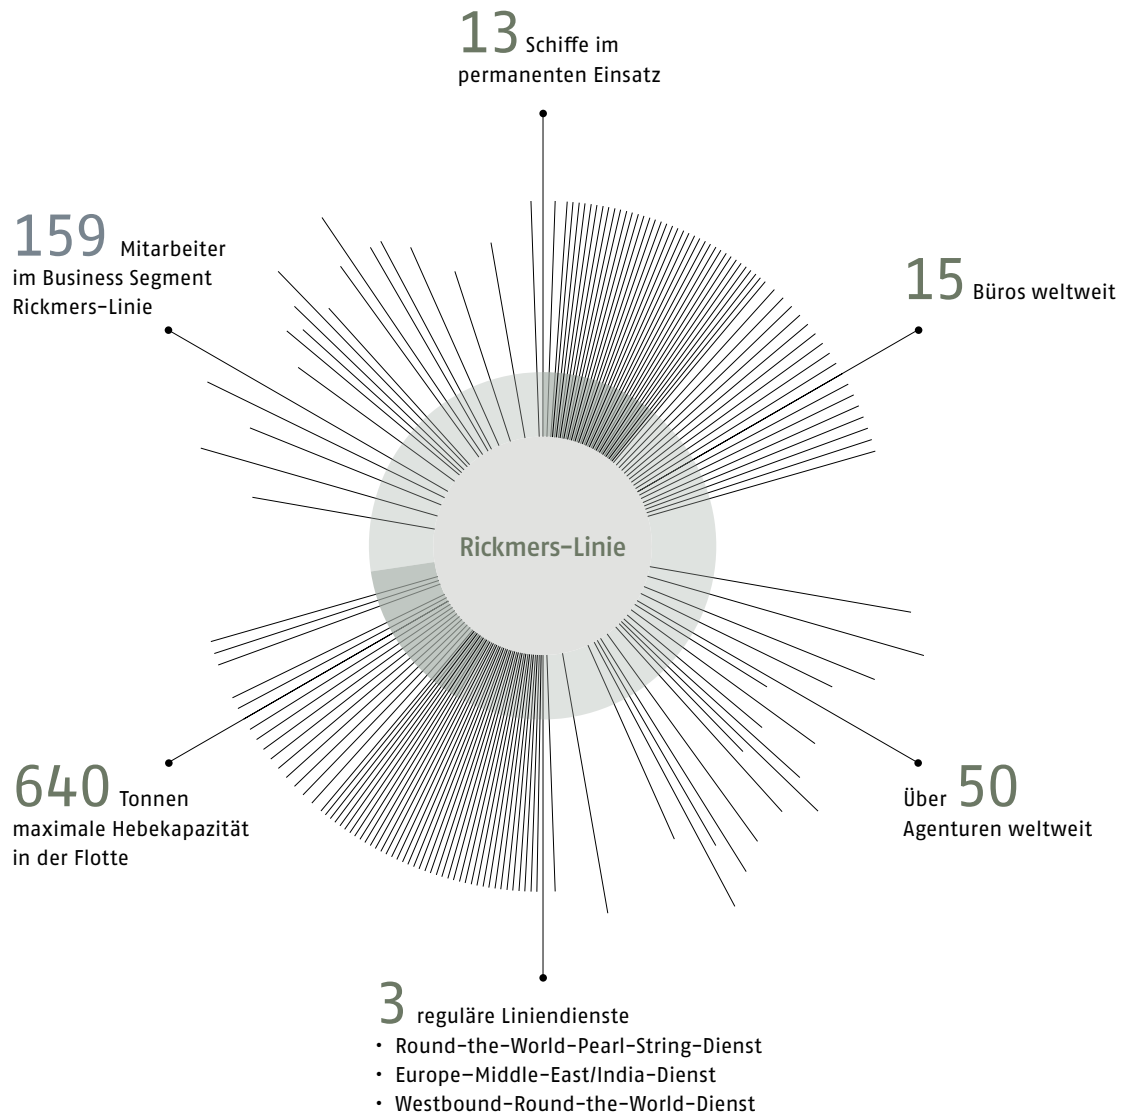 13 Schiffe im
permanenten Einsatz
159 Mitarbeiter
im Business Segment
Rickmers-Linie
15 Büros weltweit
Rickmers-Linie
640 Tonnen
maximale Hebekapazität
in der Flotte
Über 50
Agenturen weltweit
3 reguläre Liniendienste
• Round-the-World-Pearl-String-Dienst
• Europe–Middle-East/India-Dienst
• Westbound-Round-the-World-Dienst